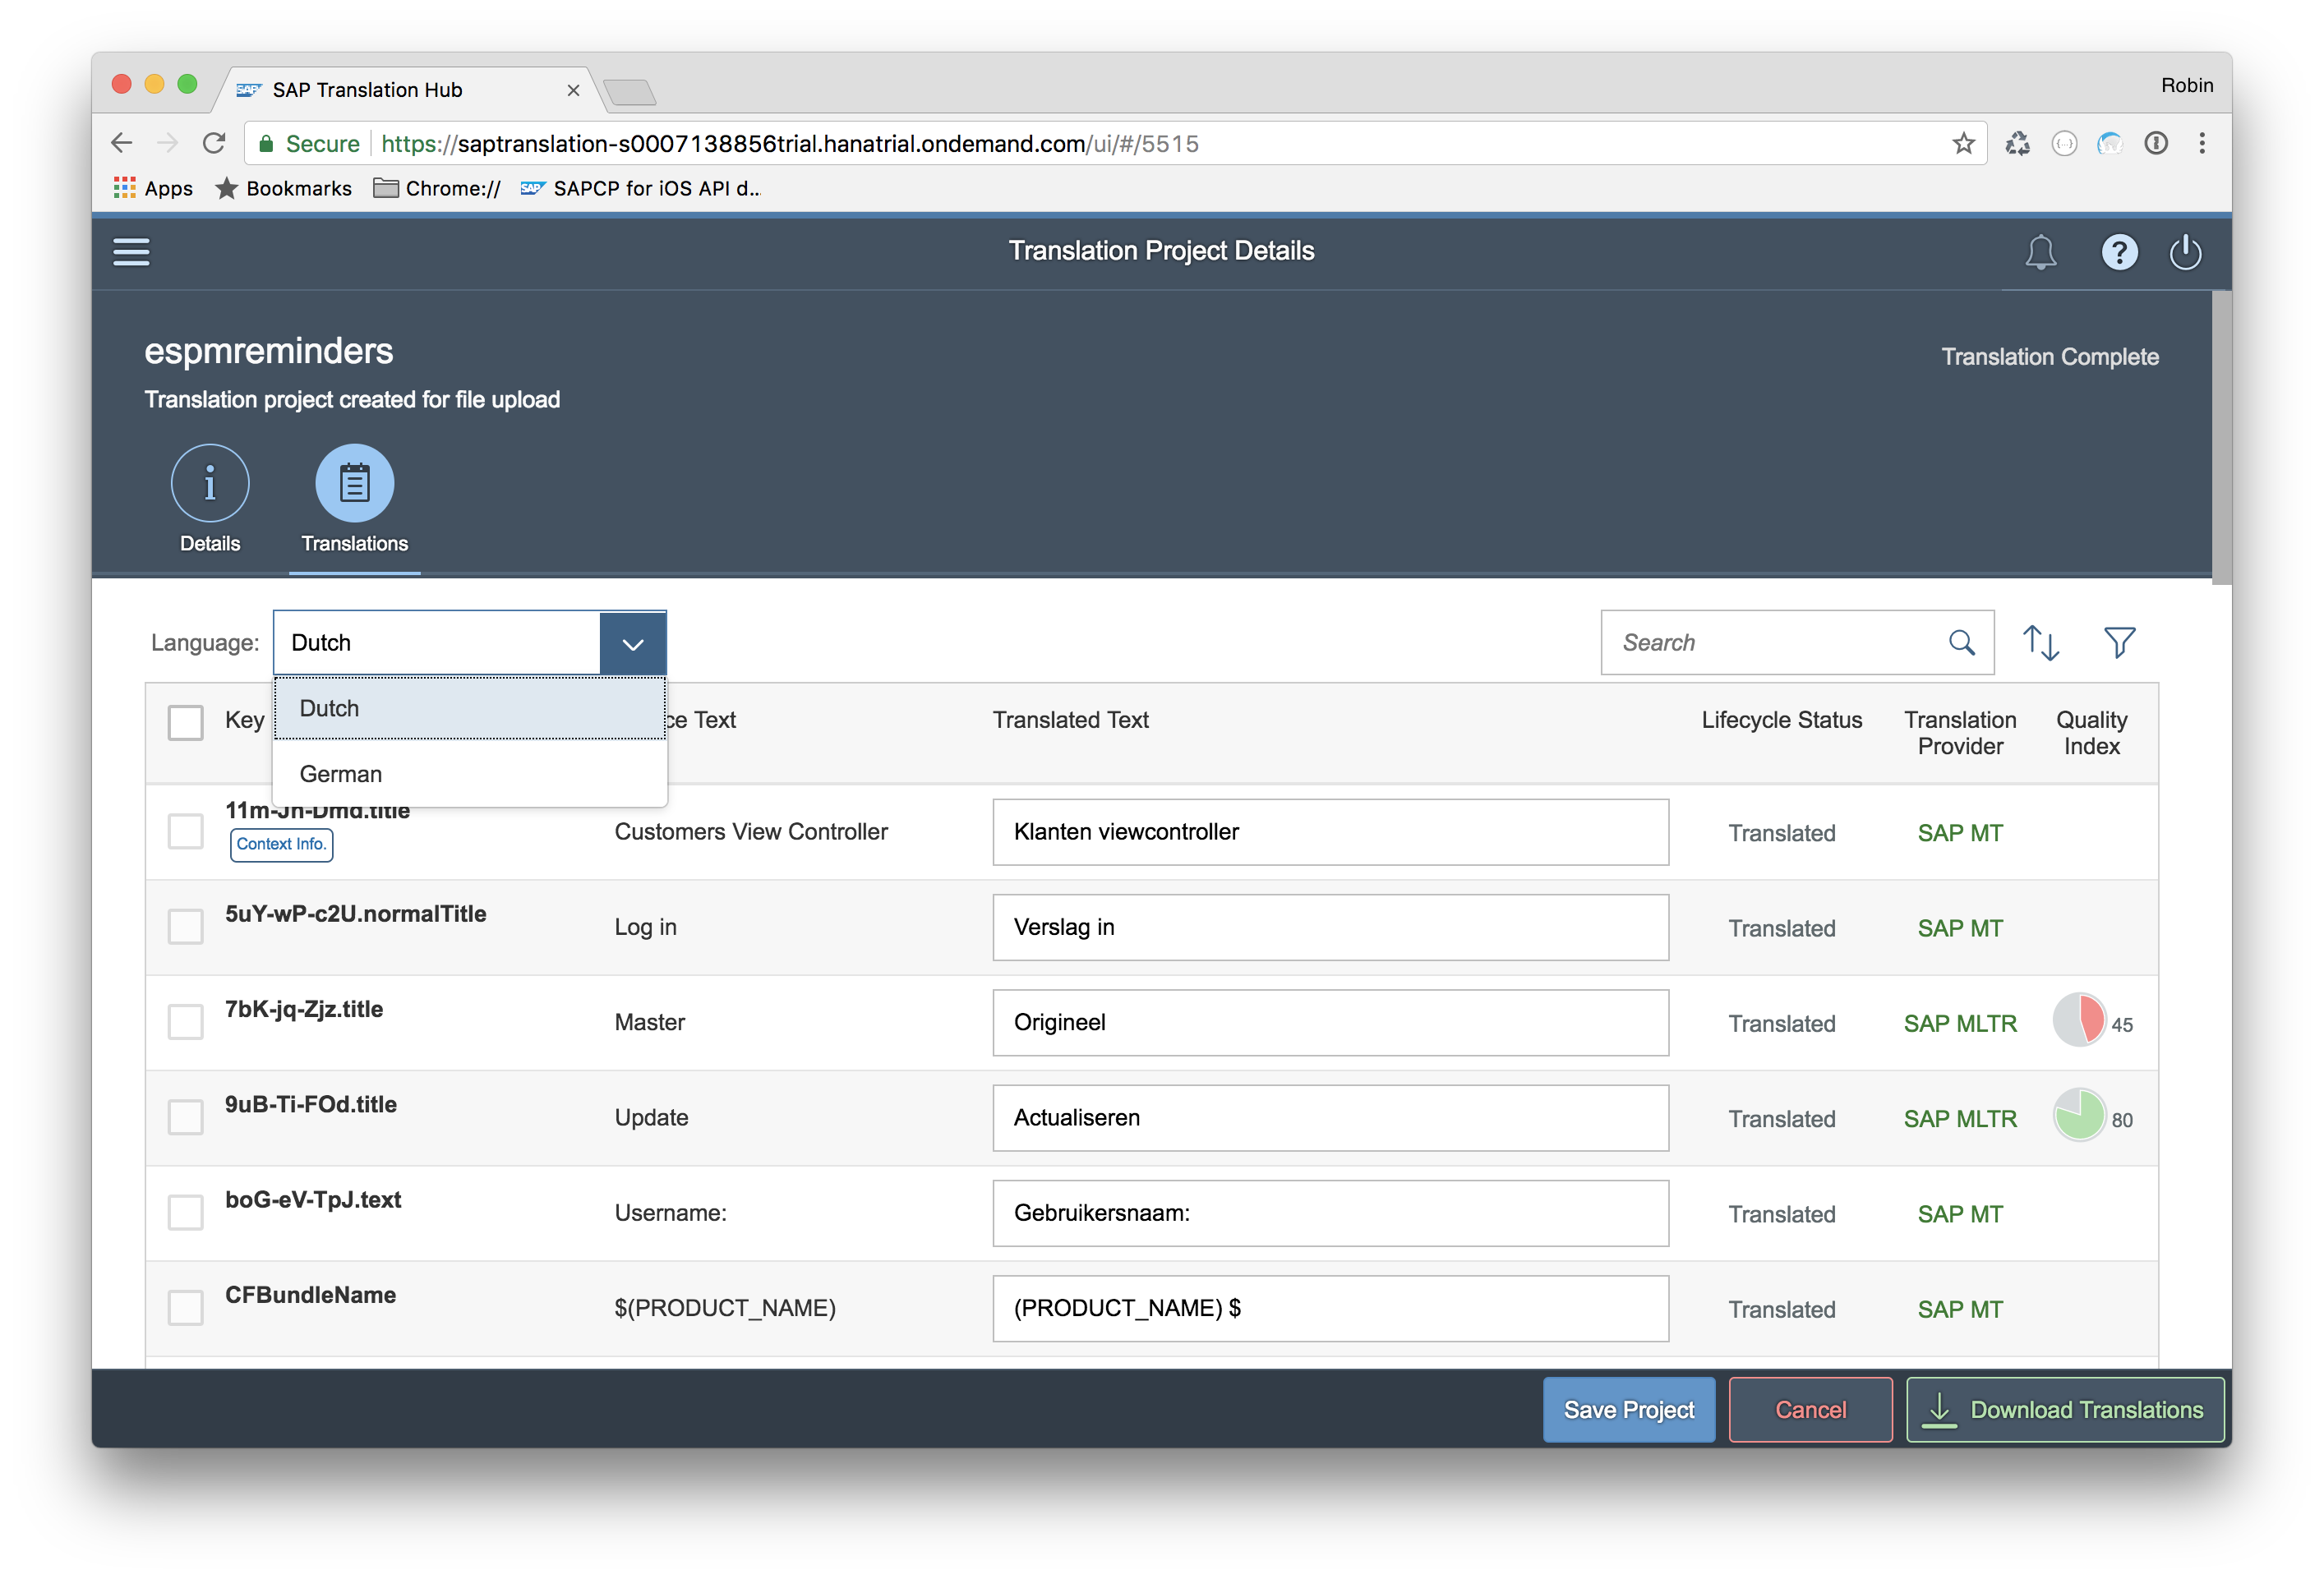 SAP Translation Hub
Robin
Secure https://saptranslation-s0007138856trial.hanatrial.ondemand.com/ui/#/5515
Apps Bookmarks Chrome:// SAP SAPCP for iOS API d...
Translation Project Details
espmreminders
Translation Complete
Translation project created for file upload
Details Translations
Language: Dutch
Search
Dutch
German
Key ce Text Translated Text Lifecycle Status Translation Provider Quality Index
11m-Jh-Dmd.title
Context Info.
Customers View Controller Klanten viewcontroller Translated SAP MT
5uY-wP-c2U.normalTitle Log in Verslag in Translated SAP MT
7bK-jq-Zjz.title Master Origineel Translated SAP MLTR 45
9uB-Ti-FOd.title Update Actualiseren Translated SAP MLTR 80
boG-eV-TpJ.text Username: Gebruikersnaam: Translated SAP MT
CFBundleName $(PRODUCT_NAME) (PRODUCT_NAME) $ Translated SAP MT
Save Project Cancel Download Translations